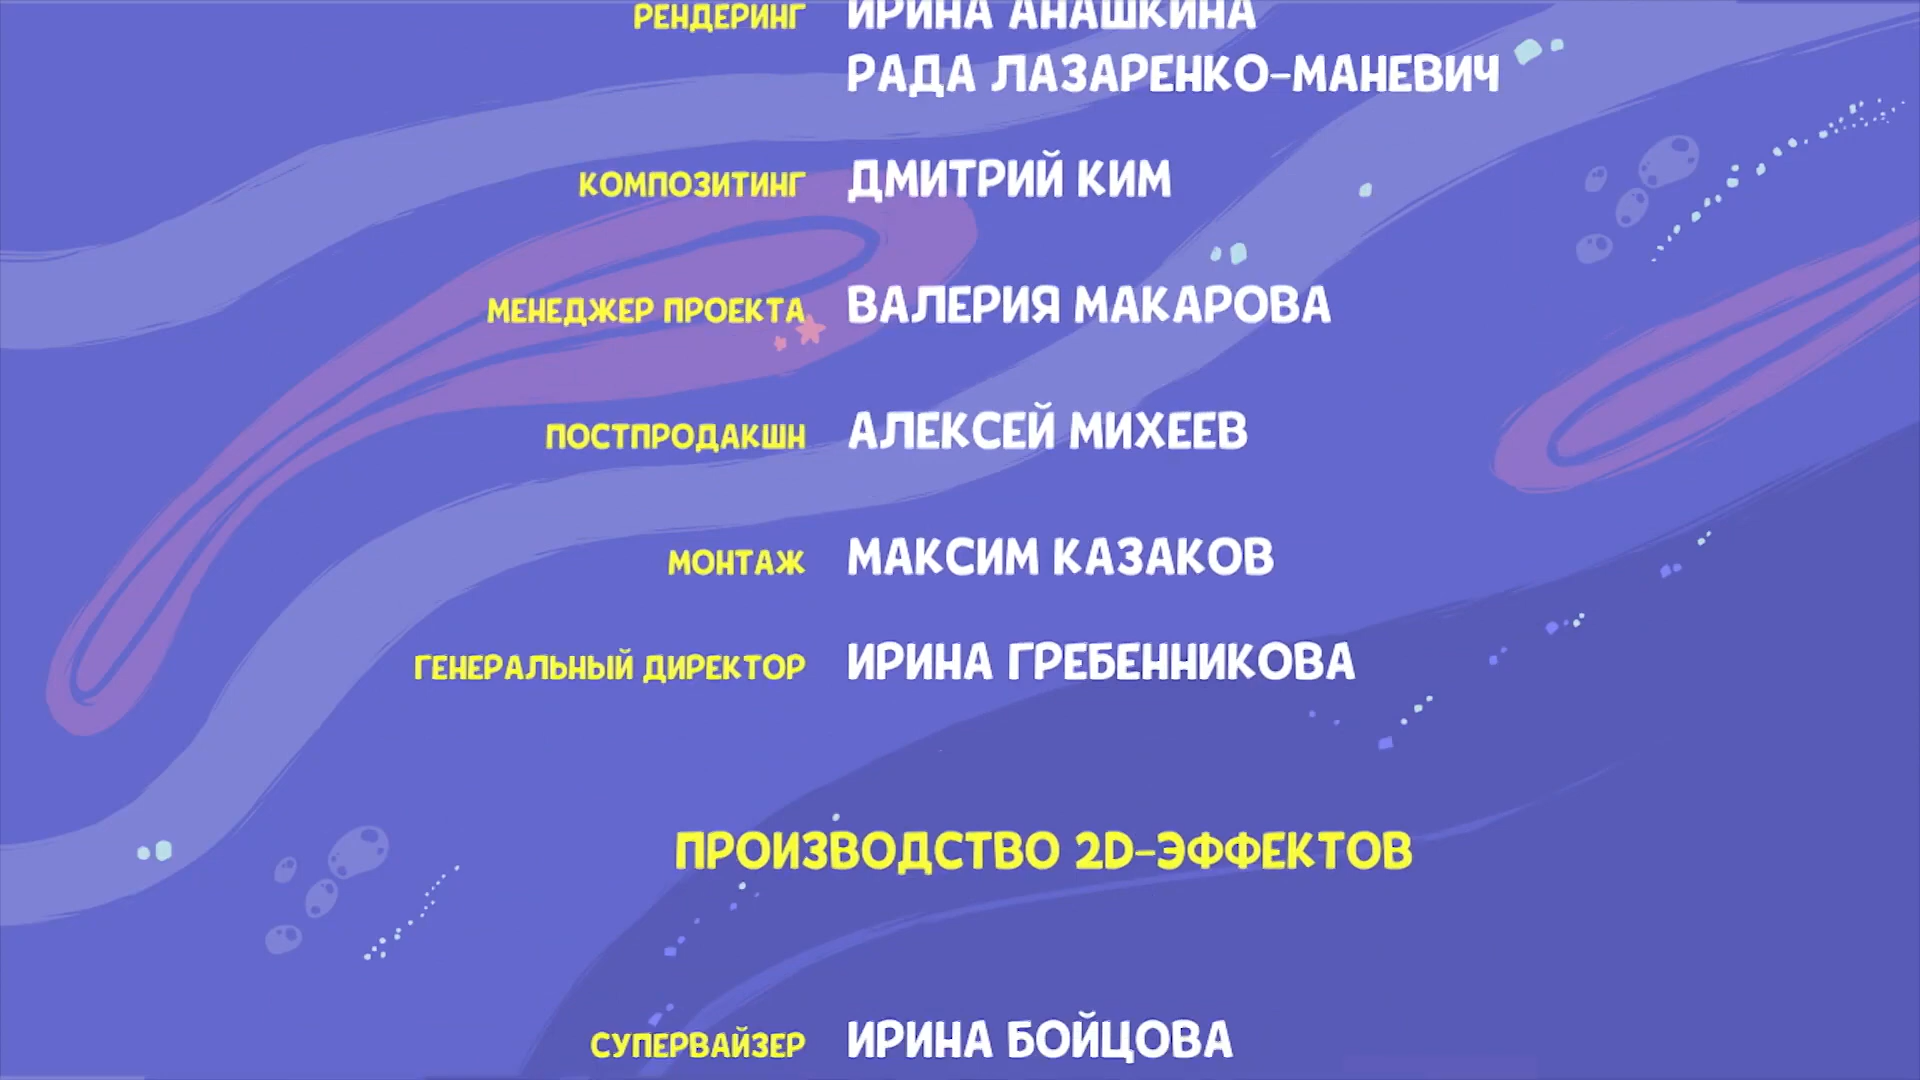 РЕНДЕРИНГ ИРИНА АНАШКИНА
РАДА ЛАЗАРЕНКО-МАНЕВИЧ
КОМПОЗИТИНГ ДМИТРИЙ КИМ
МЕНЕДЖЕР ПРОЕКТА ВАЛЕРИЯ МАКАРОВА
ПОСТПРОДАКШН АЛЕКСЕЙ МИХЕЕВ
МОНТАЖ МАКСИМ КАЗАКОВ
ГЕНЕРАЛЬНЫЙ ДИРЕКТОР ИРИНА ГРЕБЕННИКОВА
ПРОИЗВОДСТВО 2D-ЭФФЕКТОВ
СУПЕРВАЙЗЕР ИРИНА БОЙЦОВА